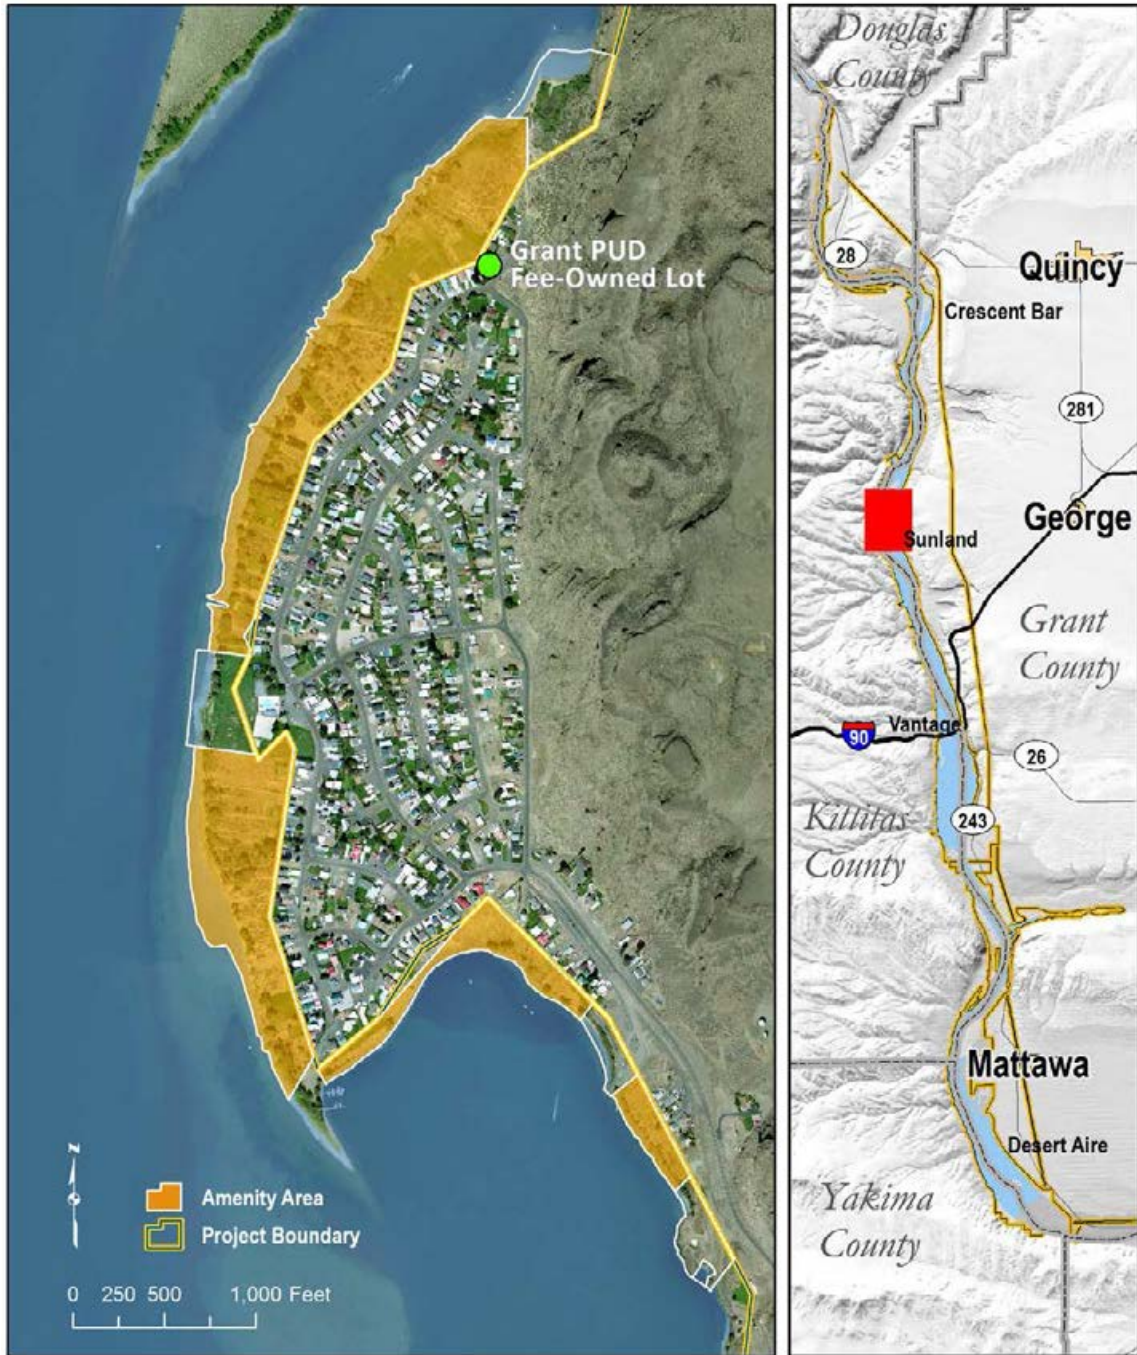 Grant PUD
Fee-Owned Lot
N
Amenity Area
Project Boundary
0 250 500 1,000 Feet
Douglas
County
28
Quincy
Crescent Bar
281
George
Sunland
Grant
County
Vantage
90
26
Kittitas
County
243
Mattawa
Desert Aire
Yakima
County